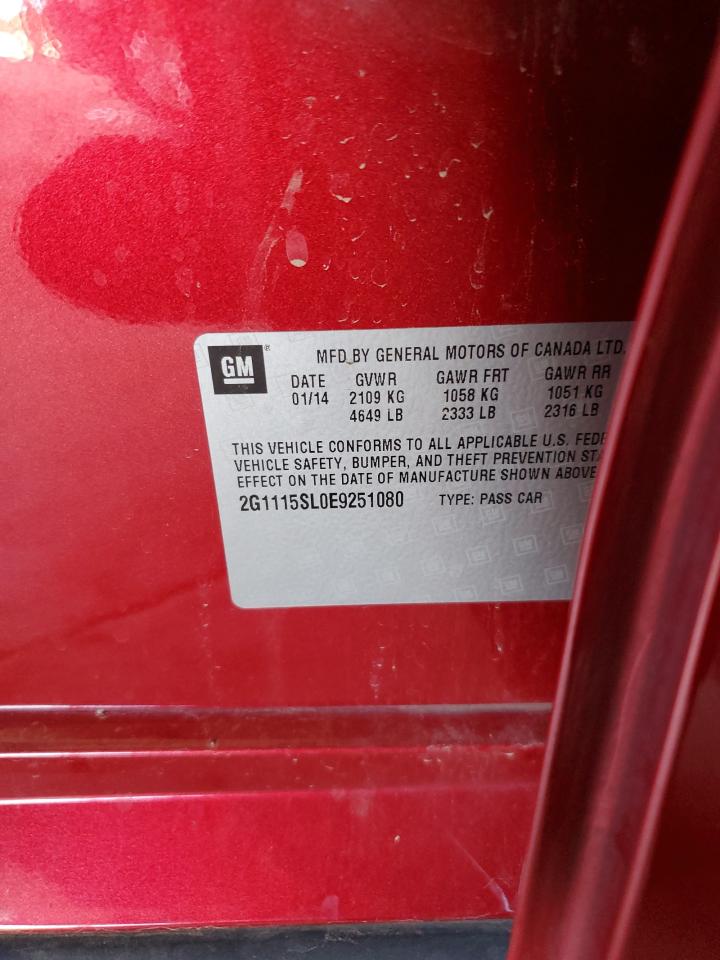 GM®
MFD BY GENERAL MOTORS OF CANADA LTD.
DATE GVWR GAWR FRT GAWR RR
01/14 2109 KG 1058 KG 1051 KG
4649 LB 2333 LB 2316 LB
THIS VEHICLE CONFORMS TO ALL APPLICABLE U.S.
VEHICLE SAFETY, BUMPER, AND THEFT PREVENTION
EFFECT ON THE DATE OF MANUFACTURE SHOWN ABOVE
2G1115SL0E9251080 TYPE: PASS CAR